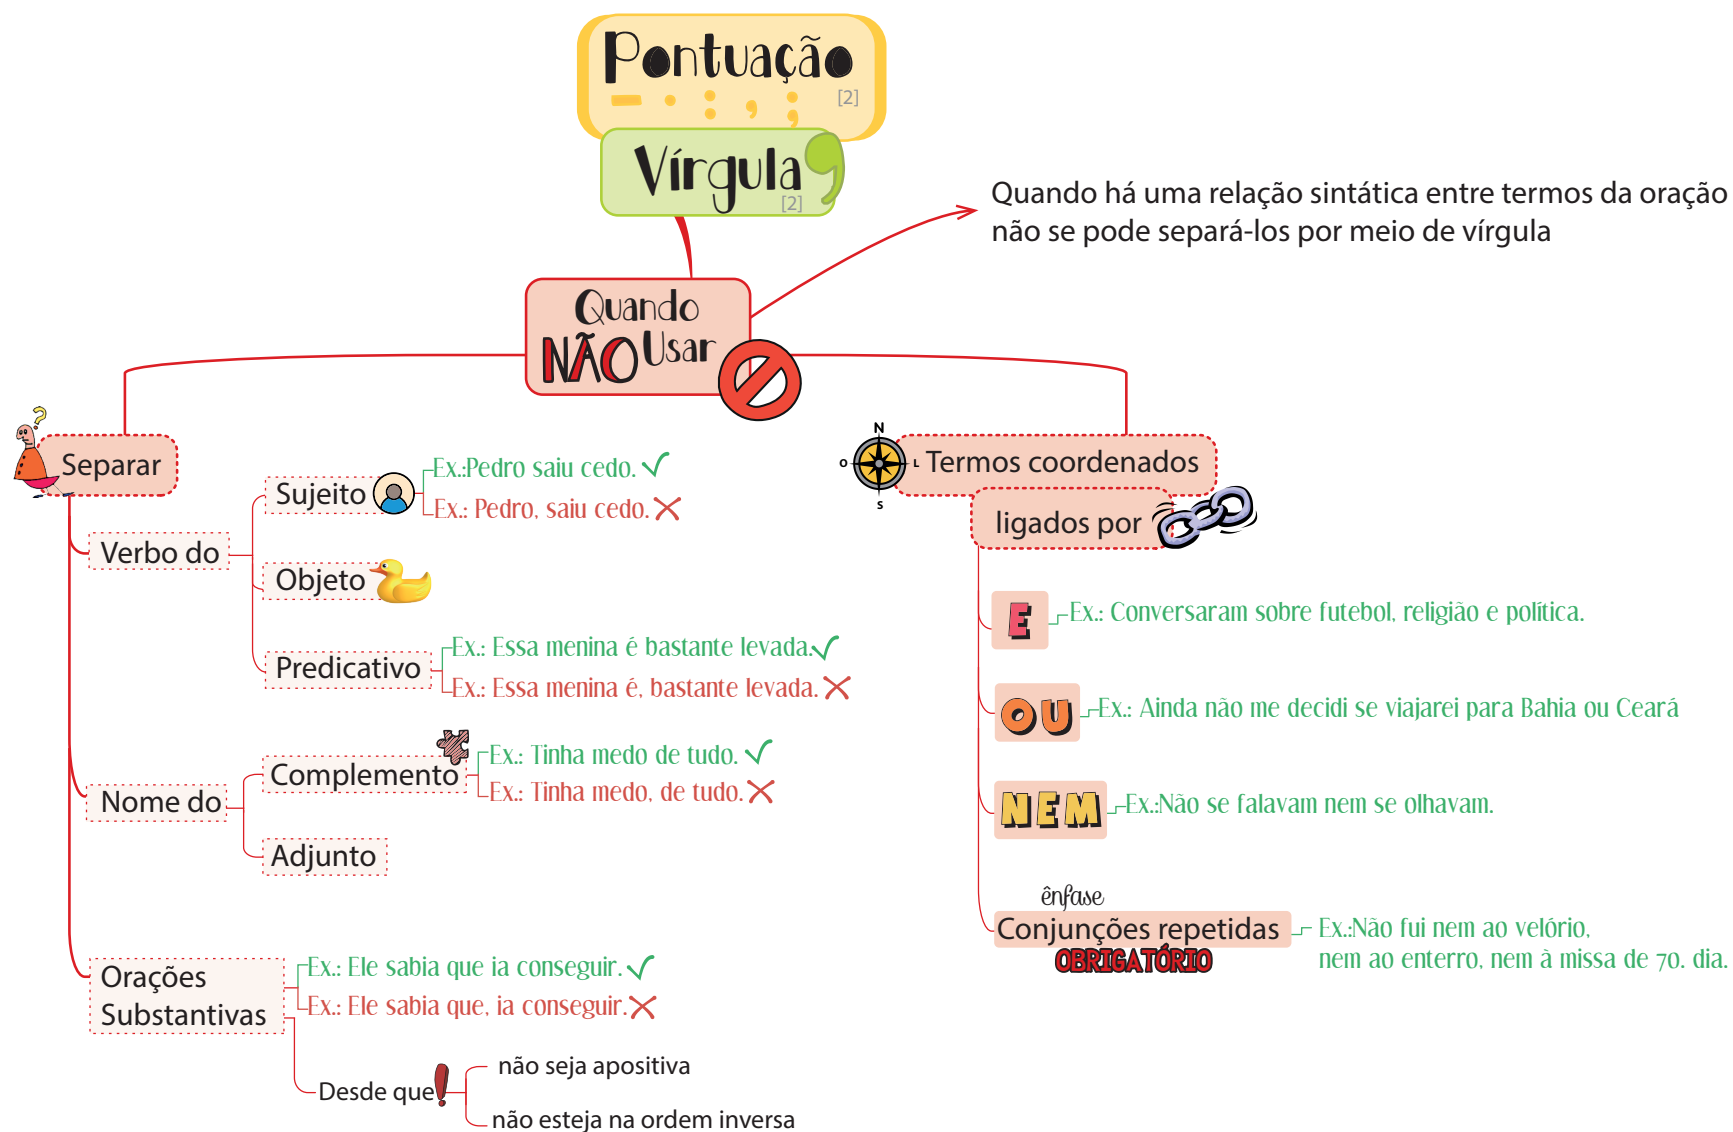 Pontuação
[2]
Vírgula
[2]
Quando há uma relação sintática entre termos da oração
não se pode separá-los por meio de vírgula
Quando
NÃO Usar
Separar
Verbo do
Sujeito
Ex.:Pedro saiu cedo.
Ex.: Pedro, saiu cedo.
Objeto
Predicativo
Ex.: Essa menina é bastante levada.
Ex.: Essa menina é, bastante levada.
Nome do
Complemento
Ex.: Tinha medo de tudo.
Ex.: Tinha medo, de tudo.
Adjunto
Orações
Substantivas
Ex.: Ele sabia que ia conseguir.
Ex.: Ele sabia que, ia conseguir.
Desde que
não seja apositiva
não esteja na ordem inversa
N
O
L
S
Termos coordenados
ligados por
E
Ex.: Conversaram sobre futebol, religião e política.
OU
Ex.: Ainda não me decidi se viajarei para Bahia ou Ceará
NEM
Ex.:Não se falavam nem se olhavam.
ênfase
Conjunções repetidas
OBRIGATÓRIO
Ex.:Não fui nem ao velório,
nem ao enterro, nem à missa de 7o. dia.